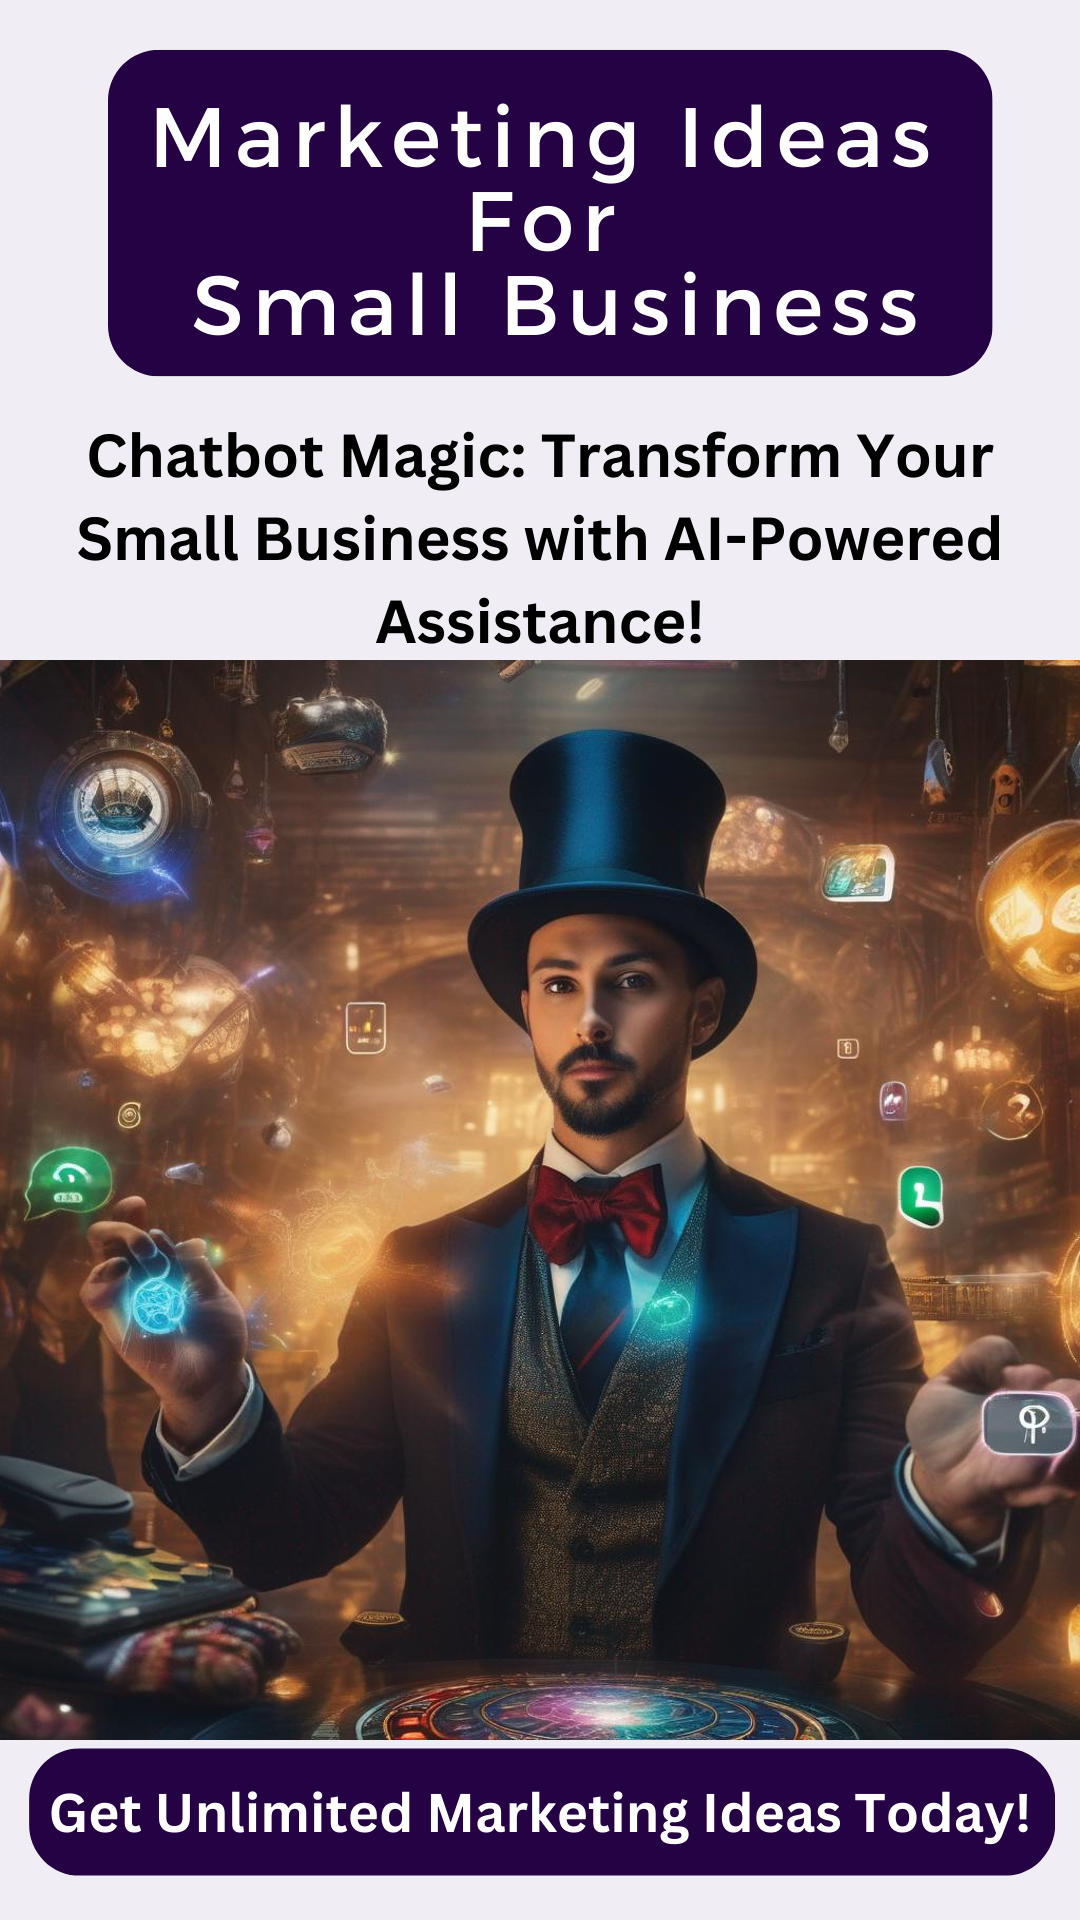 Marketing Ideas
For
Small Business
Chatbot Magic: Transform Your
Small Business with AI-Powered
Assistance!
Get Unlimited Marketing Ideas Today!